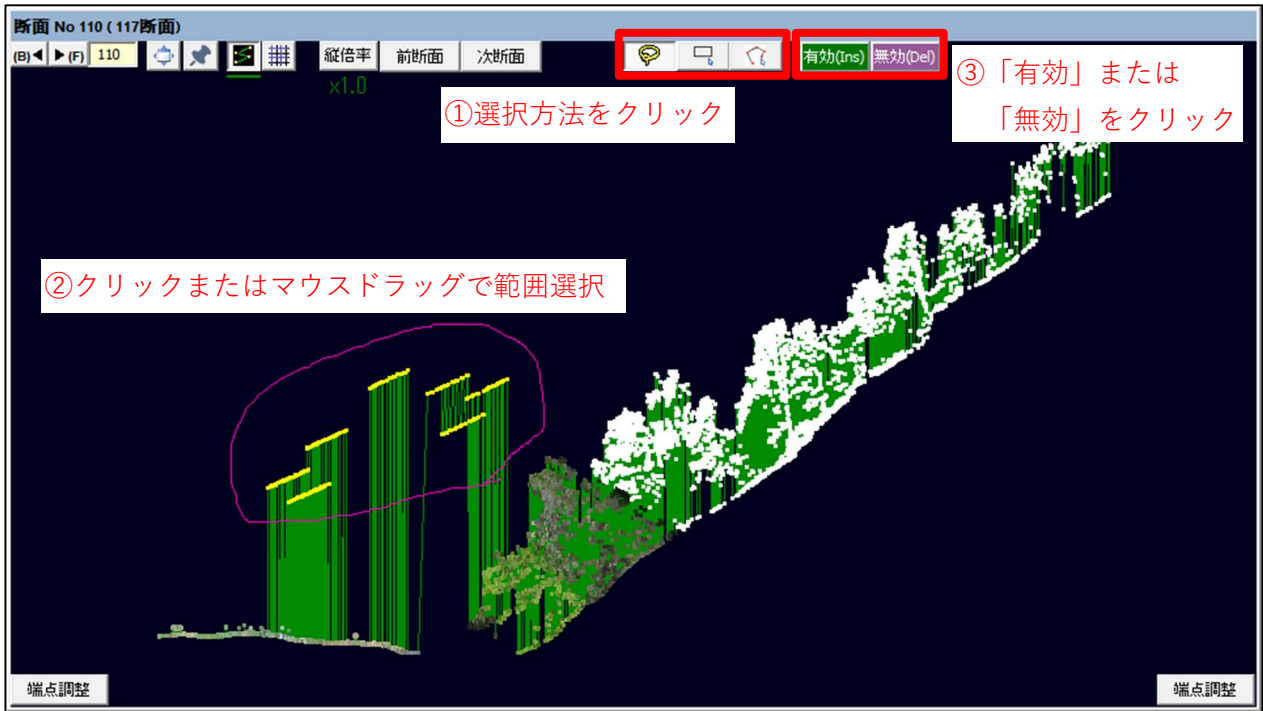 断面 No 110 ( 117断面)
(B)◀ ▶(F) 110 縦倍率 前断面 次断面 有効(Ins) 無効(Del)
x1.0
①選択方法をクリック
③「有効」または
「無効」をクリック
②クリックまたはマウスドラッグで範囲選択
端点調整 端点調整